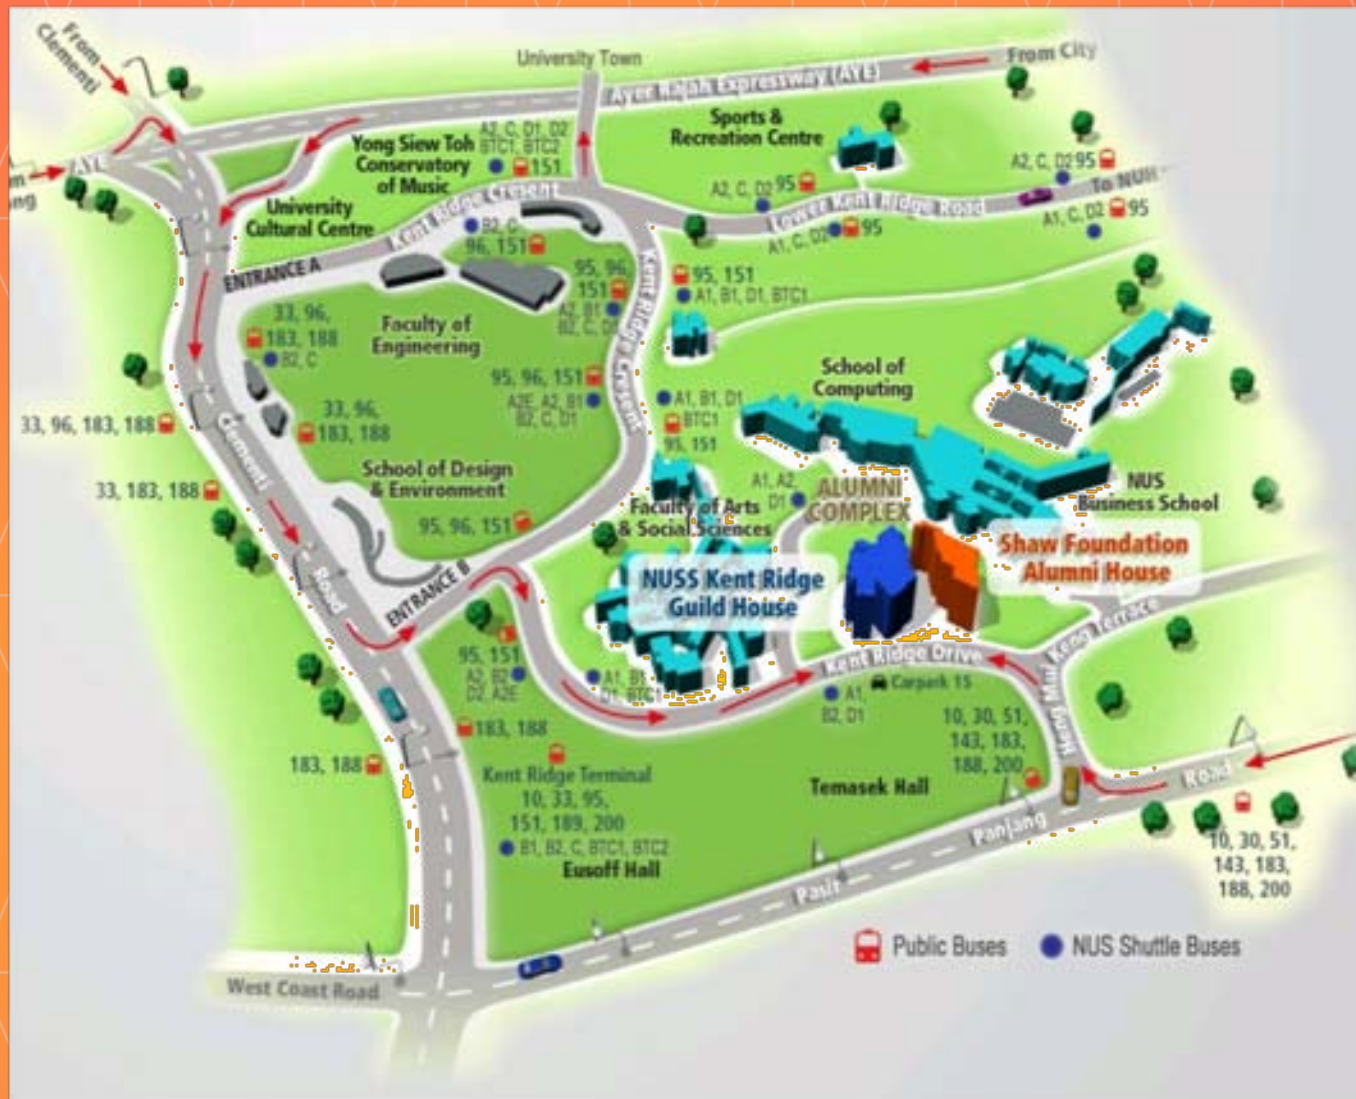 From
Clementi
University Town
Ayer Rajah Expressway (AYE)
From City
AYE
Yong Siew Toh
Conservatory
of Music
A2, C, D1, D2
BTC1, BTC2
151
Sports &
Recreation Centre
A2, C, D2 95
To NUH
A2, C, D2 95
Lower Kent Ridge Road
A1, C, D2 95
A1, C, D2 95
University
Cultural Centre
Kent Ridge Cresent
B2, C
96, 151
ENTRANCE A
95, 96,
151
A2, B1
Kent Ridge Cresent
95, 151
A1, B1, D1, BTC1
33, 96,
183, 188
B2, C
Faculty of
Engineering
95, 96, 151
A2E, A2, B1
B2, C, D1
A1, B1, D1
BTC1
95, 151
School of
Computing
33, 96,
183, 188
33, 96, 183, 188
33, 183, 188
Clementi
Road
School of Design
& Environment
95, 96, 151
ENTRANCE B
Faculty of Arts
& Social Sciences
A1, A2,
D1
ALUMNI
COMPLEX
NUS
Business School
Shaw Foundation
Alumni House
NUSS Kent Ridge
Guild House
95, 151
A2, B2
D2, A2E
A1, B1
D1, BTC1
Kent Ridge Drive
Carpark 15
A1,
B2, D1
Heng Mui Keng Terrace
183, 188
183, 188
Kent Ridge Terminal
10, 33, 95,
151, 189, 200
B1, B2, C, BTC1, BTC2
Eusoff Hall
Temasek Hall
10, 30, 51,
143, 183,
188, 200
Pasir
Panjang
Road
10, 30, 51,
143, 183,
188, 200
Public Buses
NUS Shuttle Buses
West Coast Road